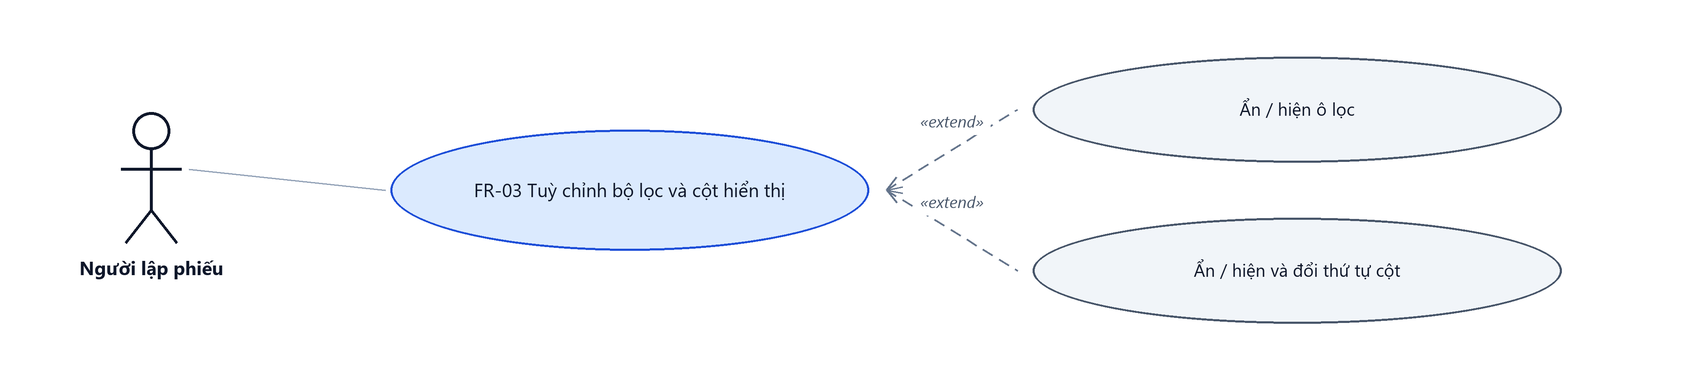 Người lập phiếu
FR-03 Tuỳ chỉnh bộ lọc và cột hiển thị
«extend»
«extend»
Ẩn / hiện ô lọc
Ẩn / hiện và đổi thứ tự cột